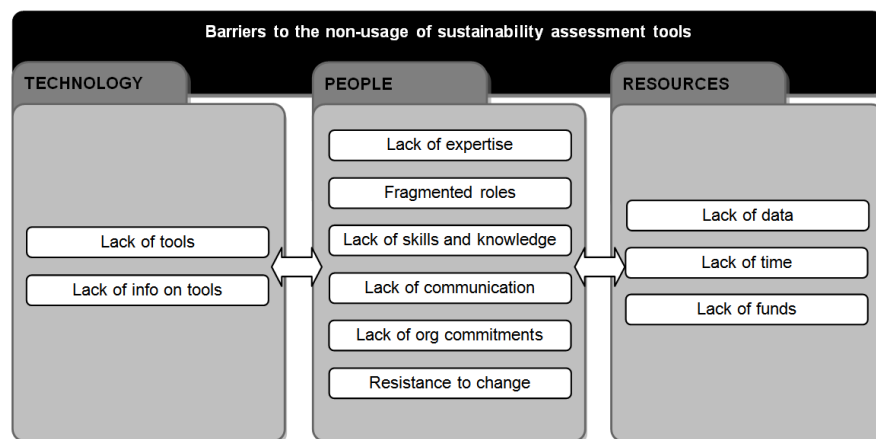 Barriers to the non-usage of sustainability assessment tools
TECHNOLOGY
Lack of tools
Lack of info on tools
PEOPLE
Lack of expertise
Fragmented roles
Lack of skills and knowledge
Lack of communication
Lack of org commitments
Resistance to change
RESOURCES
Lack of data
Lack of time
Lack of funds